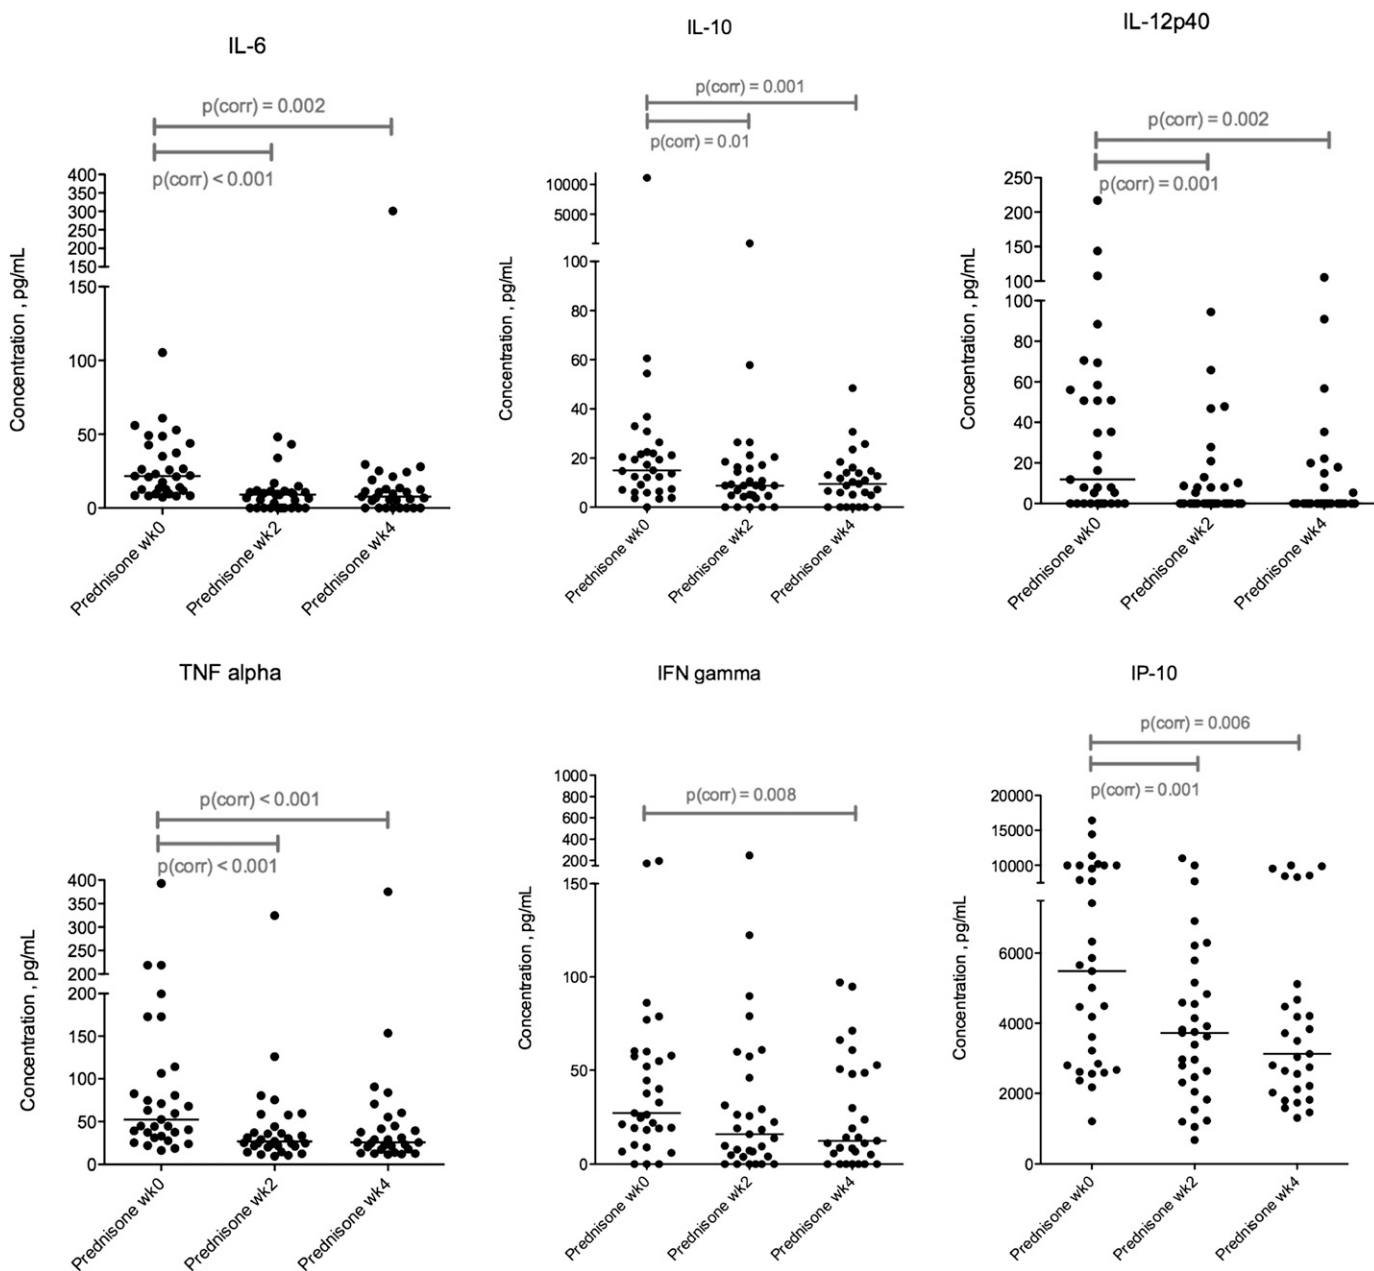 IL-6
p(corr) = 0.002
p(corr) < 0.001
400
350
300
250
200
150
150
100
50
0
Concentration , pg/mL
Prednisone wk0
Prednisone wk2
Prednisone wk4
IL-10
p(corr) = 0.001
p(corr) = 0.01
10000
5000
100
80
60
40
20
0
Concentration , pg/mL
Prednisone wk0
Prednisone wk2
Prednisone wk4
IL-12p40
p(corr) = 0.002
p(corr) = 0.001
250
200
150
100
100
80
60
40
20
0
Concentration , pg/mL
Prednisone wk0
Prednisone wk2
Prednisone wk4
TNF alpha
p(corr) < 0.001
p(corr) < 0.001
400
350
300
250
200
200
150
100
50
0
Concentration , pg/mL
Prednisone wk0
Prednisone wk2
Prednisone wk4
IFN gamma
p(corr) = 0.008
1000
800
600
400
200
150
100
50
0
Concentration , pg/mL
Prednisone wk0
Prednisone wk2
Prednisone wk4
IP-10
p(corr) = 0.006
p(corr) = 0.001
20000
15000
10000
6000
4000
2000
0
Concentration , pg/mL
Prednisone wk0
Prednisone wk2
Prednisone wk4